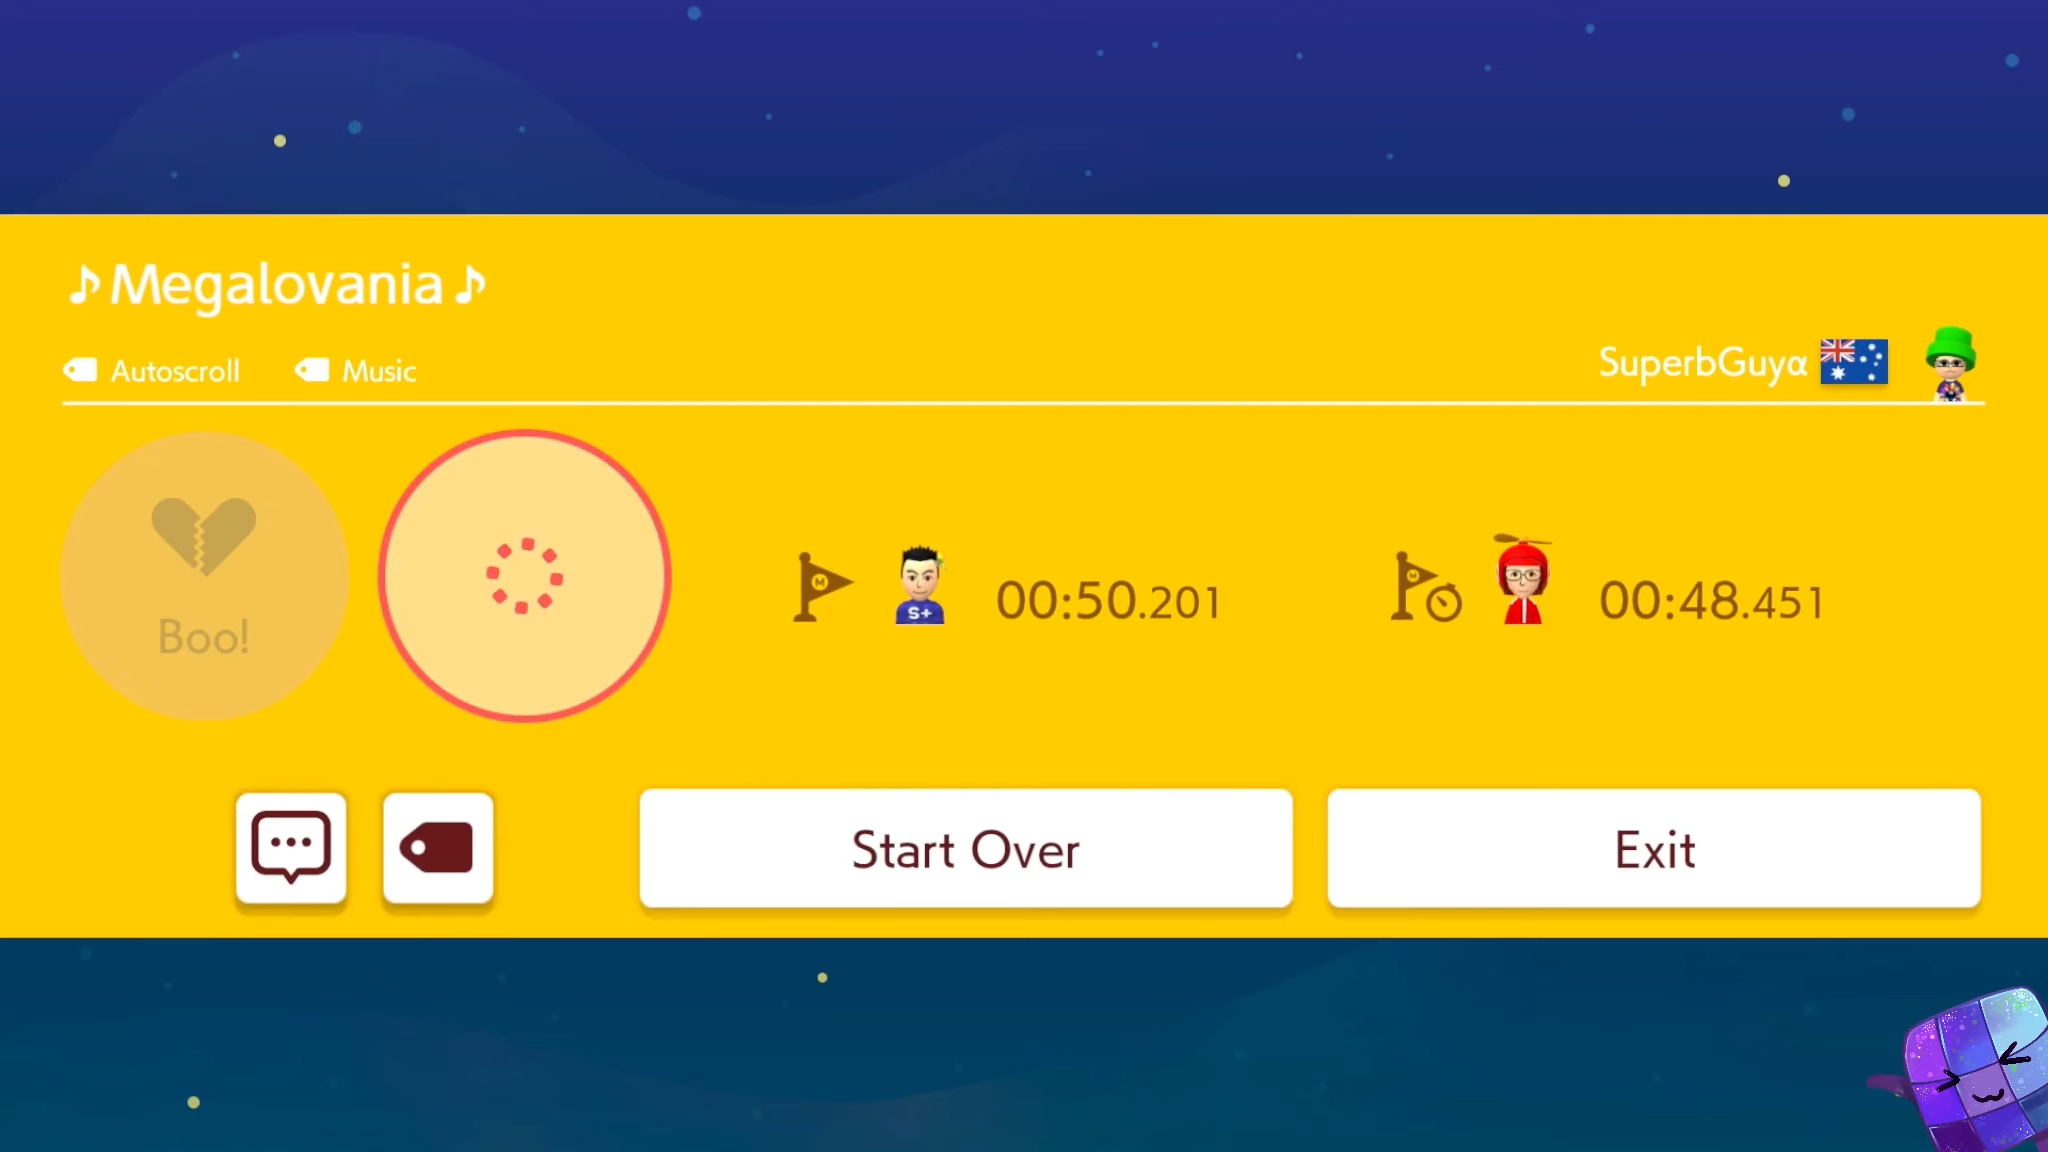 ♪Megalovania♪
Autoscroll Music
SuperbGuyα
Boo!
M S+ 00:50.201
M 00:48.451
Start Over
Exit